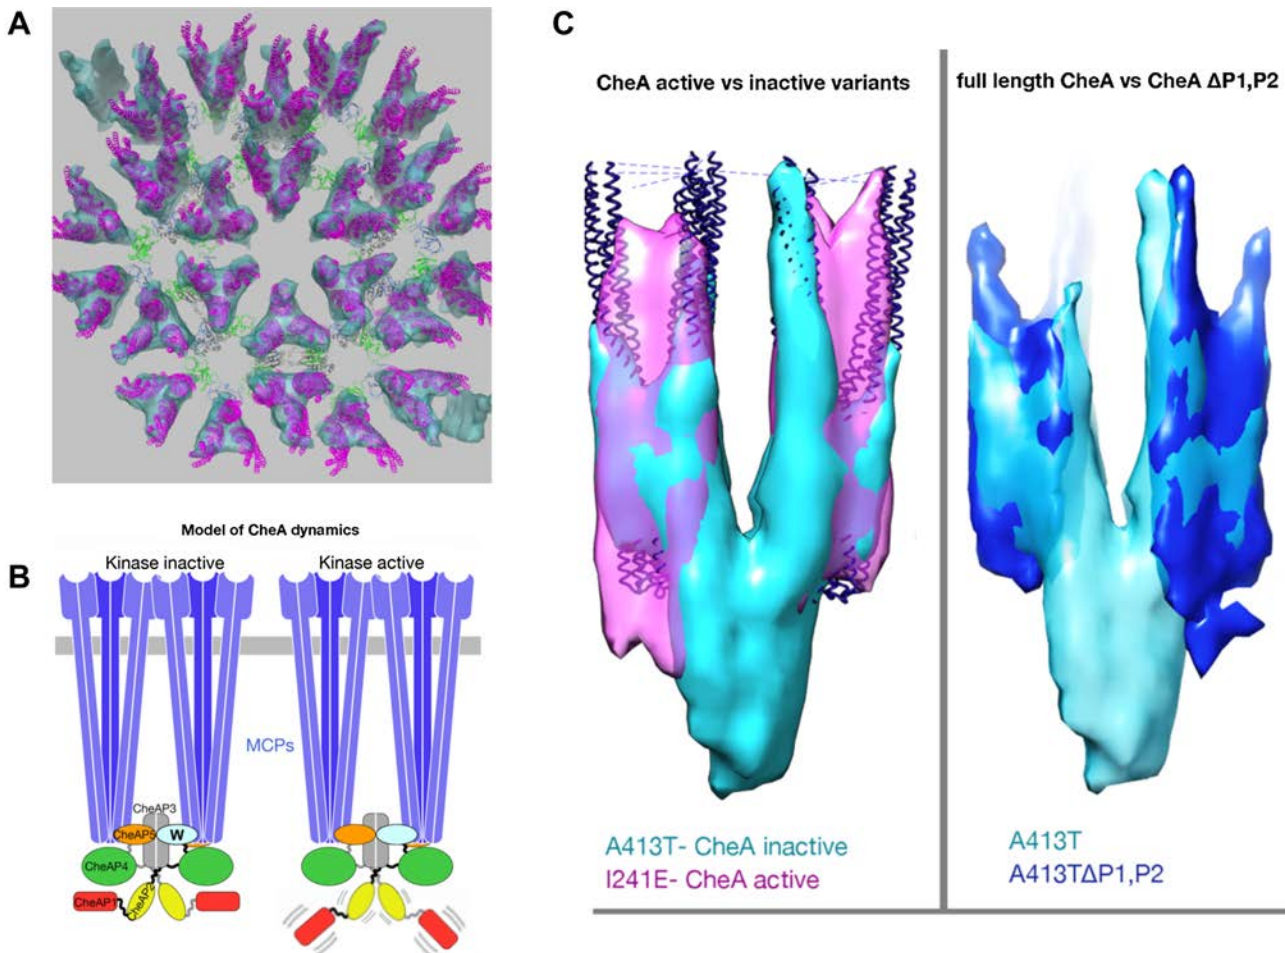 A
C
CheA active vs inactive variants
full length CheA vs CheA ΔP1,P2
Model of CheA dynamics
B
Kinase inactive
Kinase active
MCPs
CheAP3
CheAP5
W
CheAP4
CheAP1
CheAP2
A413T- CheA inactive
I241E- CheA active
A413T
A413TΔP1,P2